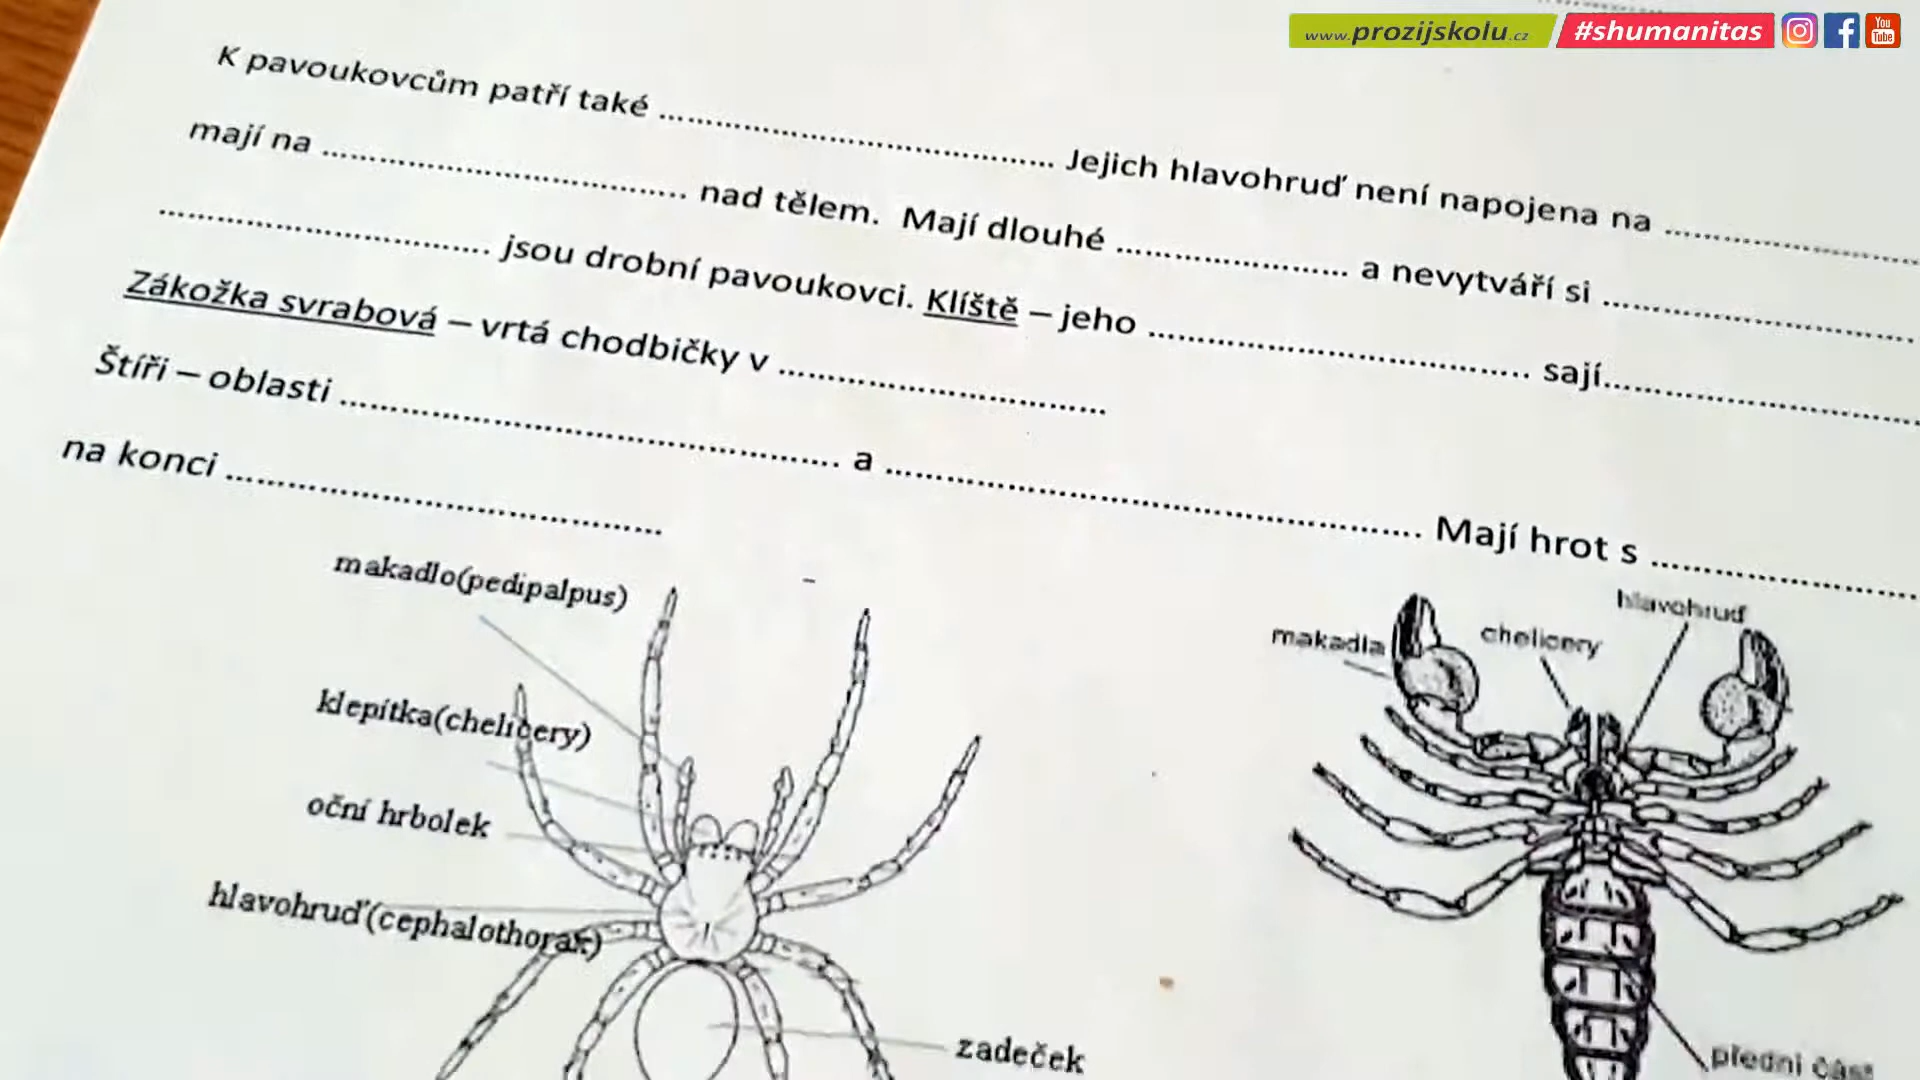 www.prozijskolu.cz #shumanitas You Tube
K pavoukovcům patří také ........................................ Jejich hlavohruď není napojena na ..............................
mají na ........................................ nad tělem. Mají dlouhé .......................... a nevytváří si ..................................
.................................... jsou drobní pavoukovci. Klíště – jeho ........................................ sají..................................
Zákožka svrabová – vrtá chodbičky v ....................................
Štíři – oblasti ...................................................... a ........................................................ Mají hrot s ..............................
na konci ................................................
makadlo(pedipalpus)
klepítka(chelicery)
oční hrbolek
hlavohruď(cephalothorax)
zadeček
makadla
chelicery
hlavohruď
přední část